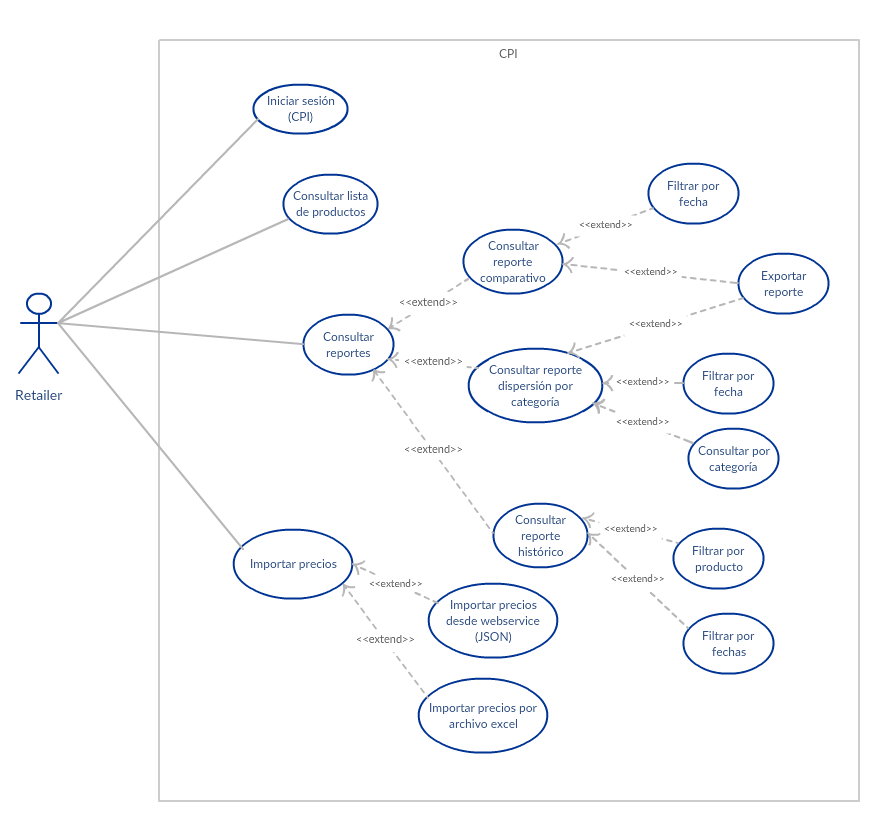 CPI
Iniciar sesión
(CPI)
Consultar lista
de productos
Filtrar por
fecha
<<extend>>
Consultar
reporte
comparativo
<<extend>>
Exportar
reporte
<<extend>>
<<extend>>
Retailer
Consultar
reportes
<<extend>>
Consultar reporte
dispersión por
categoría
<<extend>>
Filtrar por
fecha
<<extend>>
Consultar por
categoría
<<extend>>
Consultar
reporte
histórico
<<extend>>
Filtrar por
producto
<<extend>>
Filtrar por
fechas
Importar precios
<<extend>>
Importar precios
desde webservice
(JSON)
<<extend>>
Importar precios por
archivo excel